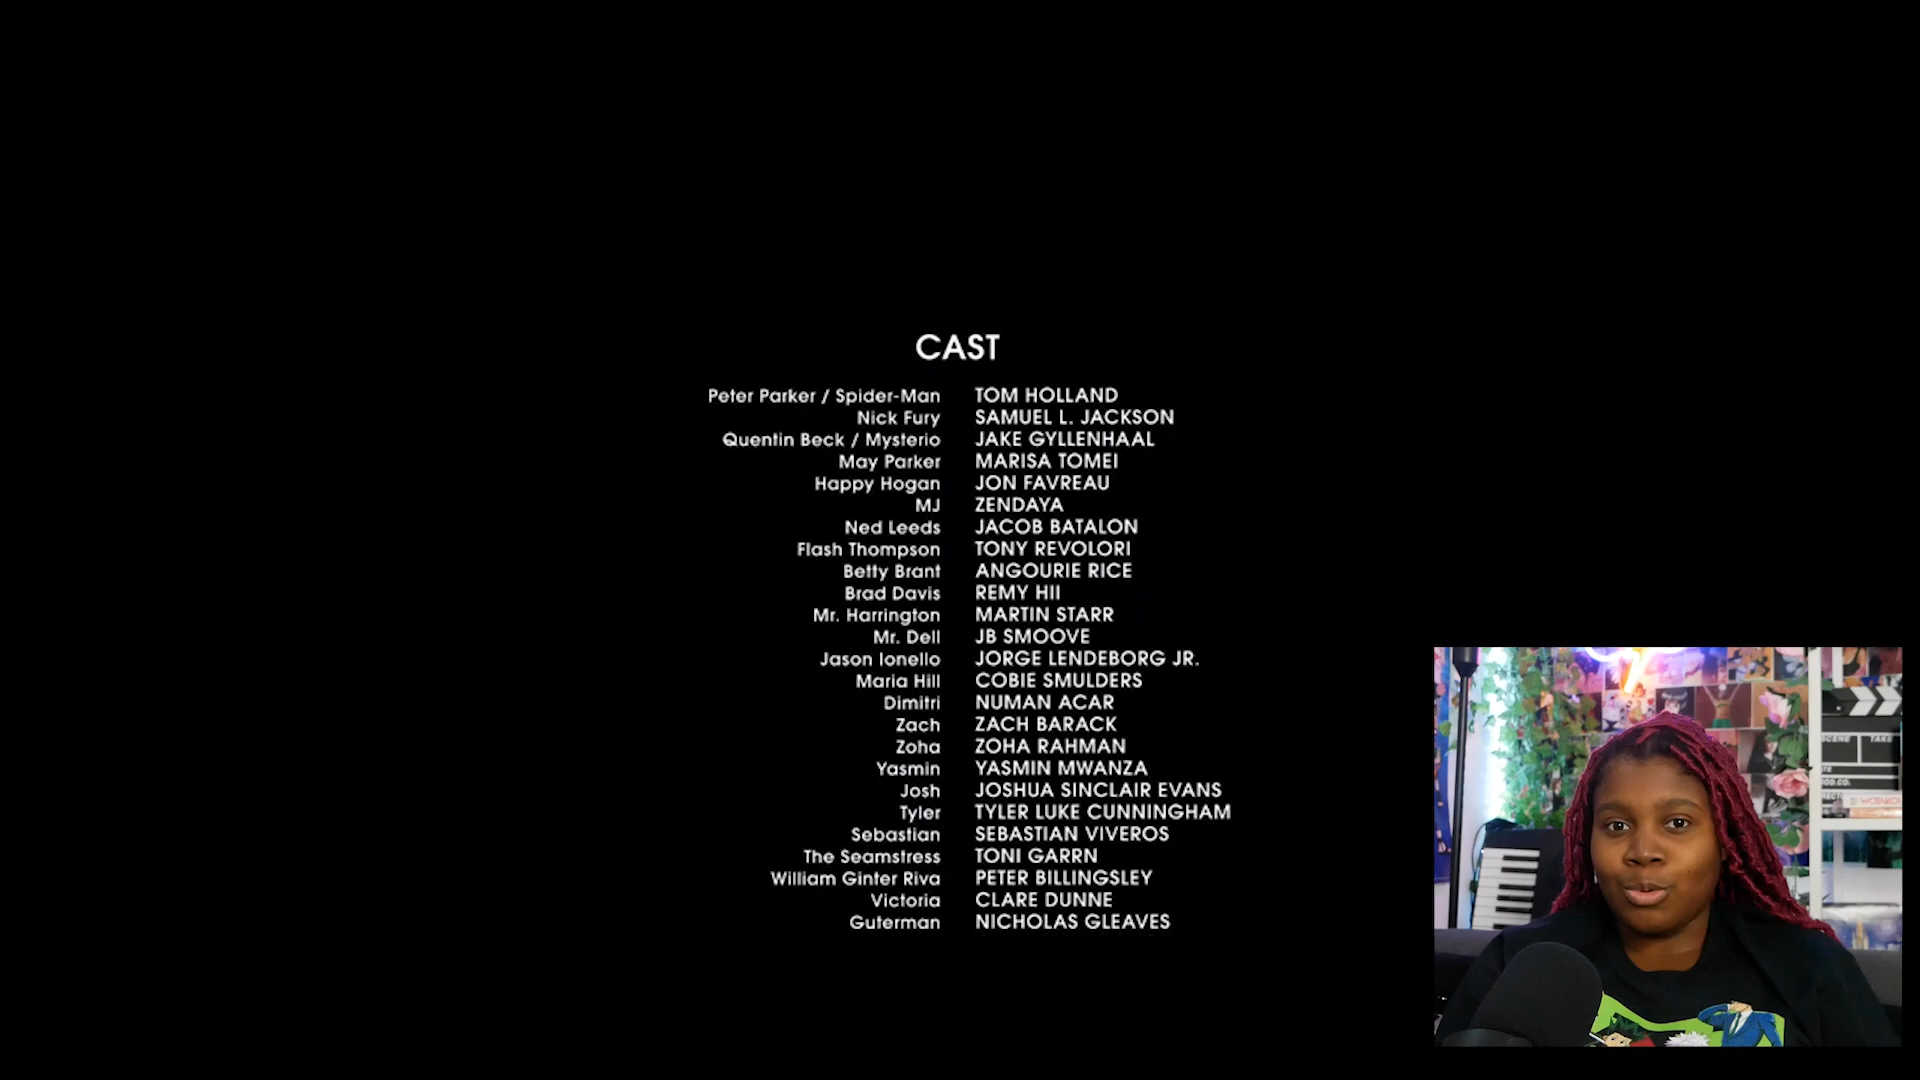 CAST
Peter Parker / Spider-Man TOM HOLLAND
Nick Fury SAMUEL L. JACKSON
Quentin Beck / Mysterio JAKE GYLLENHAAL
May Parker MARISA TOMEI
Happy Hogan JON FAVREAU
MJ ZENDAYA
Ned Leeds JACOB BATALON
Flash Thompson TONY REVOLORI
Betty Brant ANGOURIE RICE
Brad Davis REMY HII
Mr. Harrington MARTIN STARR
Mr. Dell JB SMOOVE
Jason Ionello JORGE LENDEBORG JR.
Maria Hill COBIE SMULDERS
Dimitri NUMAN ACAR
Zach ZACH BARACK
Zoha ZOHA RAHMAN
Yasmin YASMIN MWANZA
Josh JOSHUA SINCLAIR EVANS
Tyler TYLER LUKE CUNNINGHAM
Sebastian SEBASTIAN VIVEROS
The Seamstress TONI GARRN
William Ginter Riva PETER BILLINGSLEY
Victoria CLARE DUNNE
Guterman NICHOLAS GLEAVES
SCENE TAKE